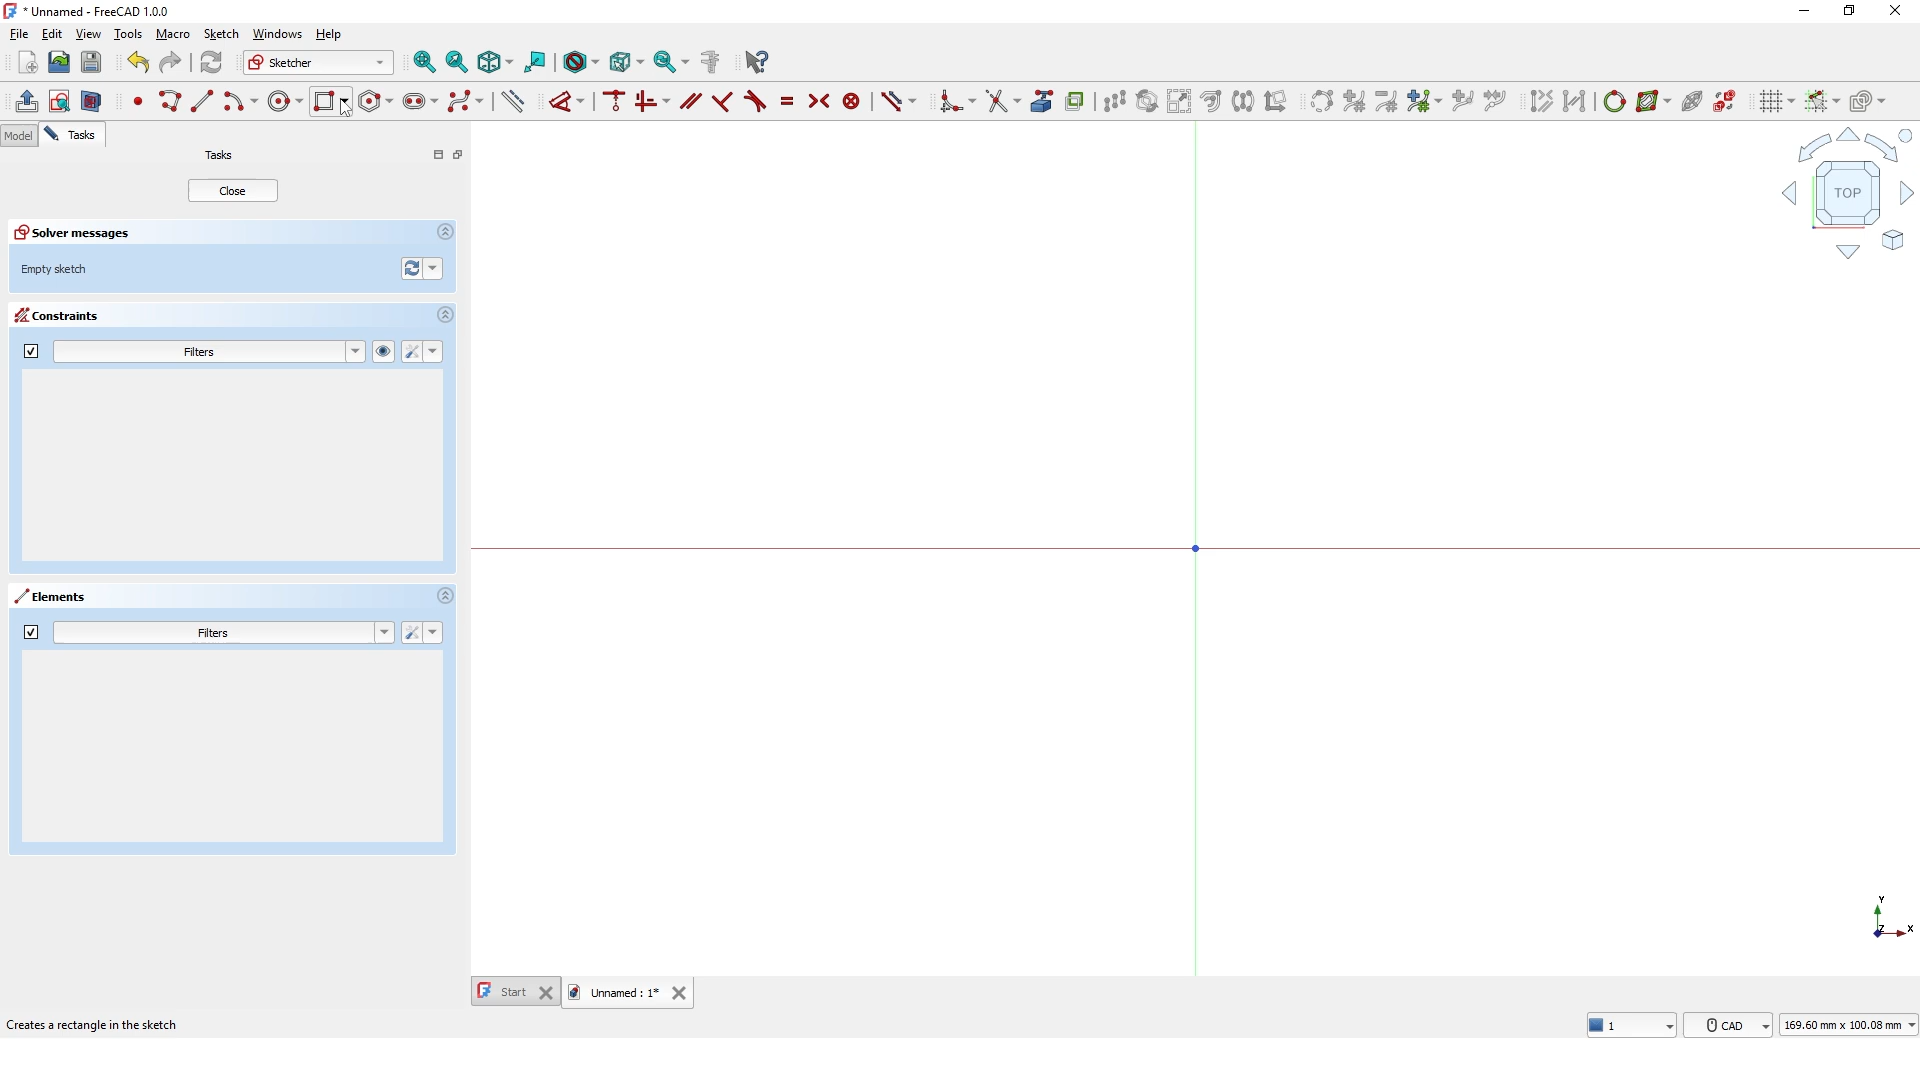 * Unnamed - FreeCAD 1.0.0
File Edit View Tools Macro Sketch Windows Help
Sketcher
Model Tasks
Tasks
Close
Solver messages
Empty sketch
Constraints
Filters
Elements
Filters
TOP
Y
Z X
Start Unnamed : 1*
Creates a rectangle in the sketch
1 CAD 169.60 mm x 100.08 mm